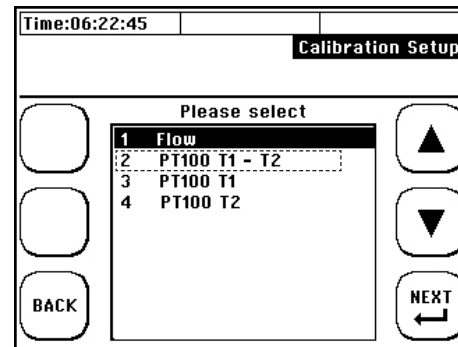 Time:06:22:45
Calibration Setup
Please select
1 Flow
2 PT100 T1 - T2
3 PT100 T1
4 PT100 T2
BACK
NEXT